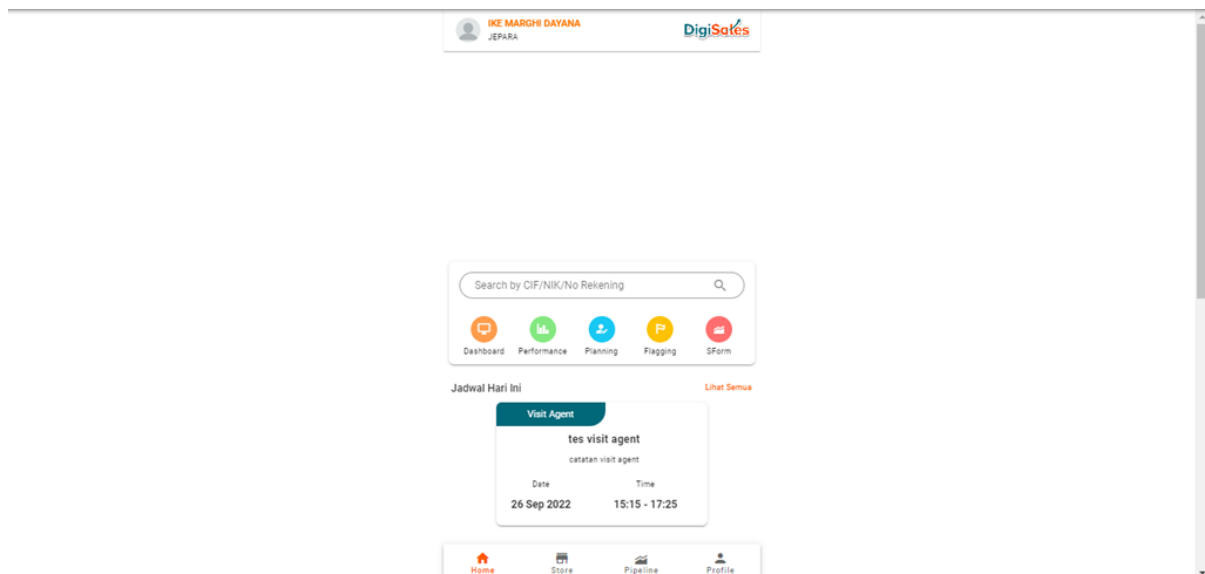 IKE MARGHI DAYANA
JEPARA
DigiSales
Search by CIF/NIK/No Rekening
Dashboard Performance Planning Flagging SForm
Jadwal Hari Ini Lihat Semua
Visit Agent
tes visit agent
catatan visit agent
Date Time
26 Sep 2022 15:15 - 17:25
Home Store Pipeline Profile